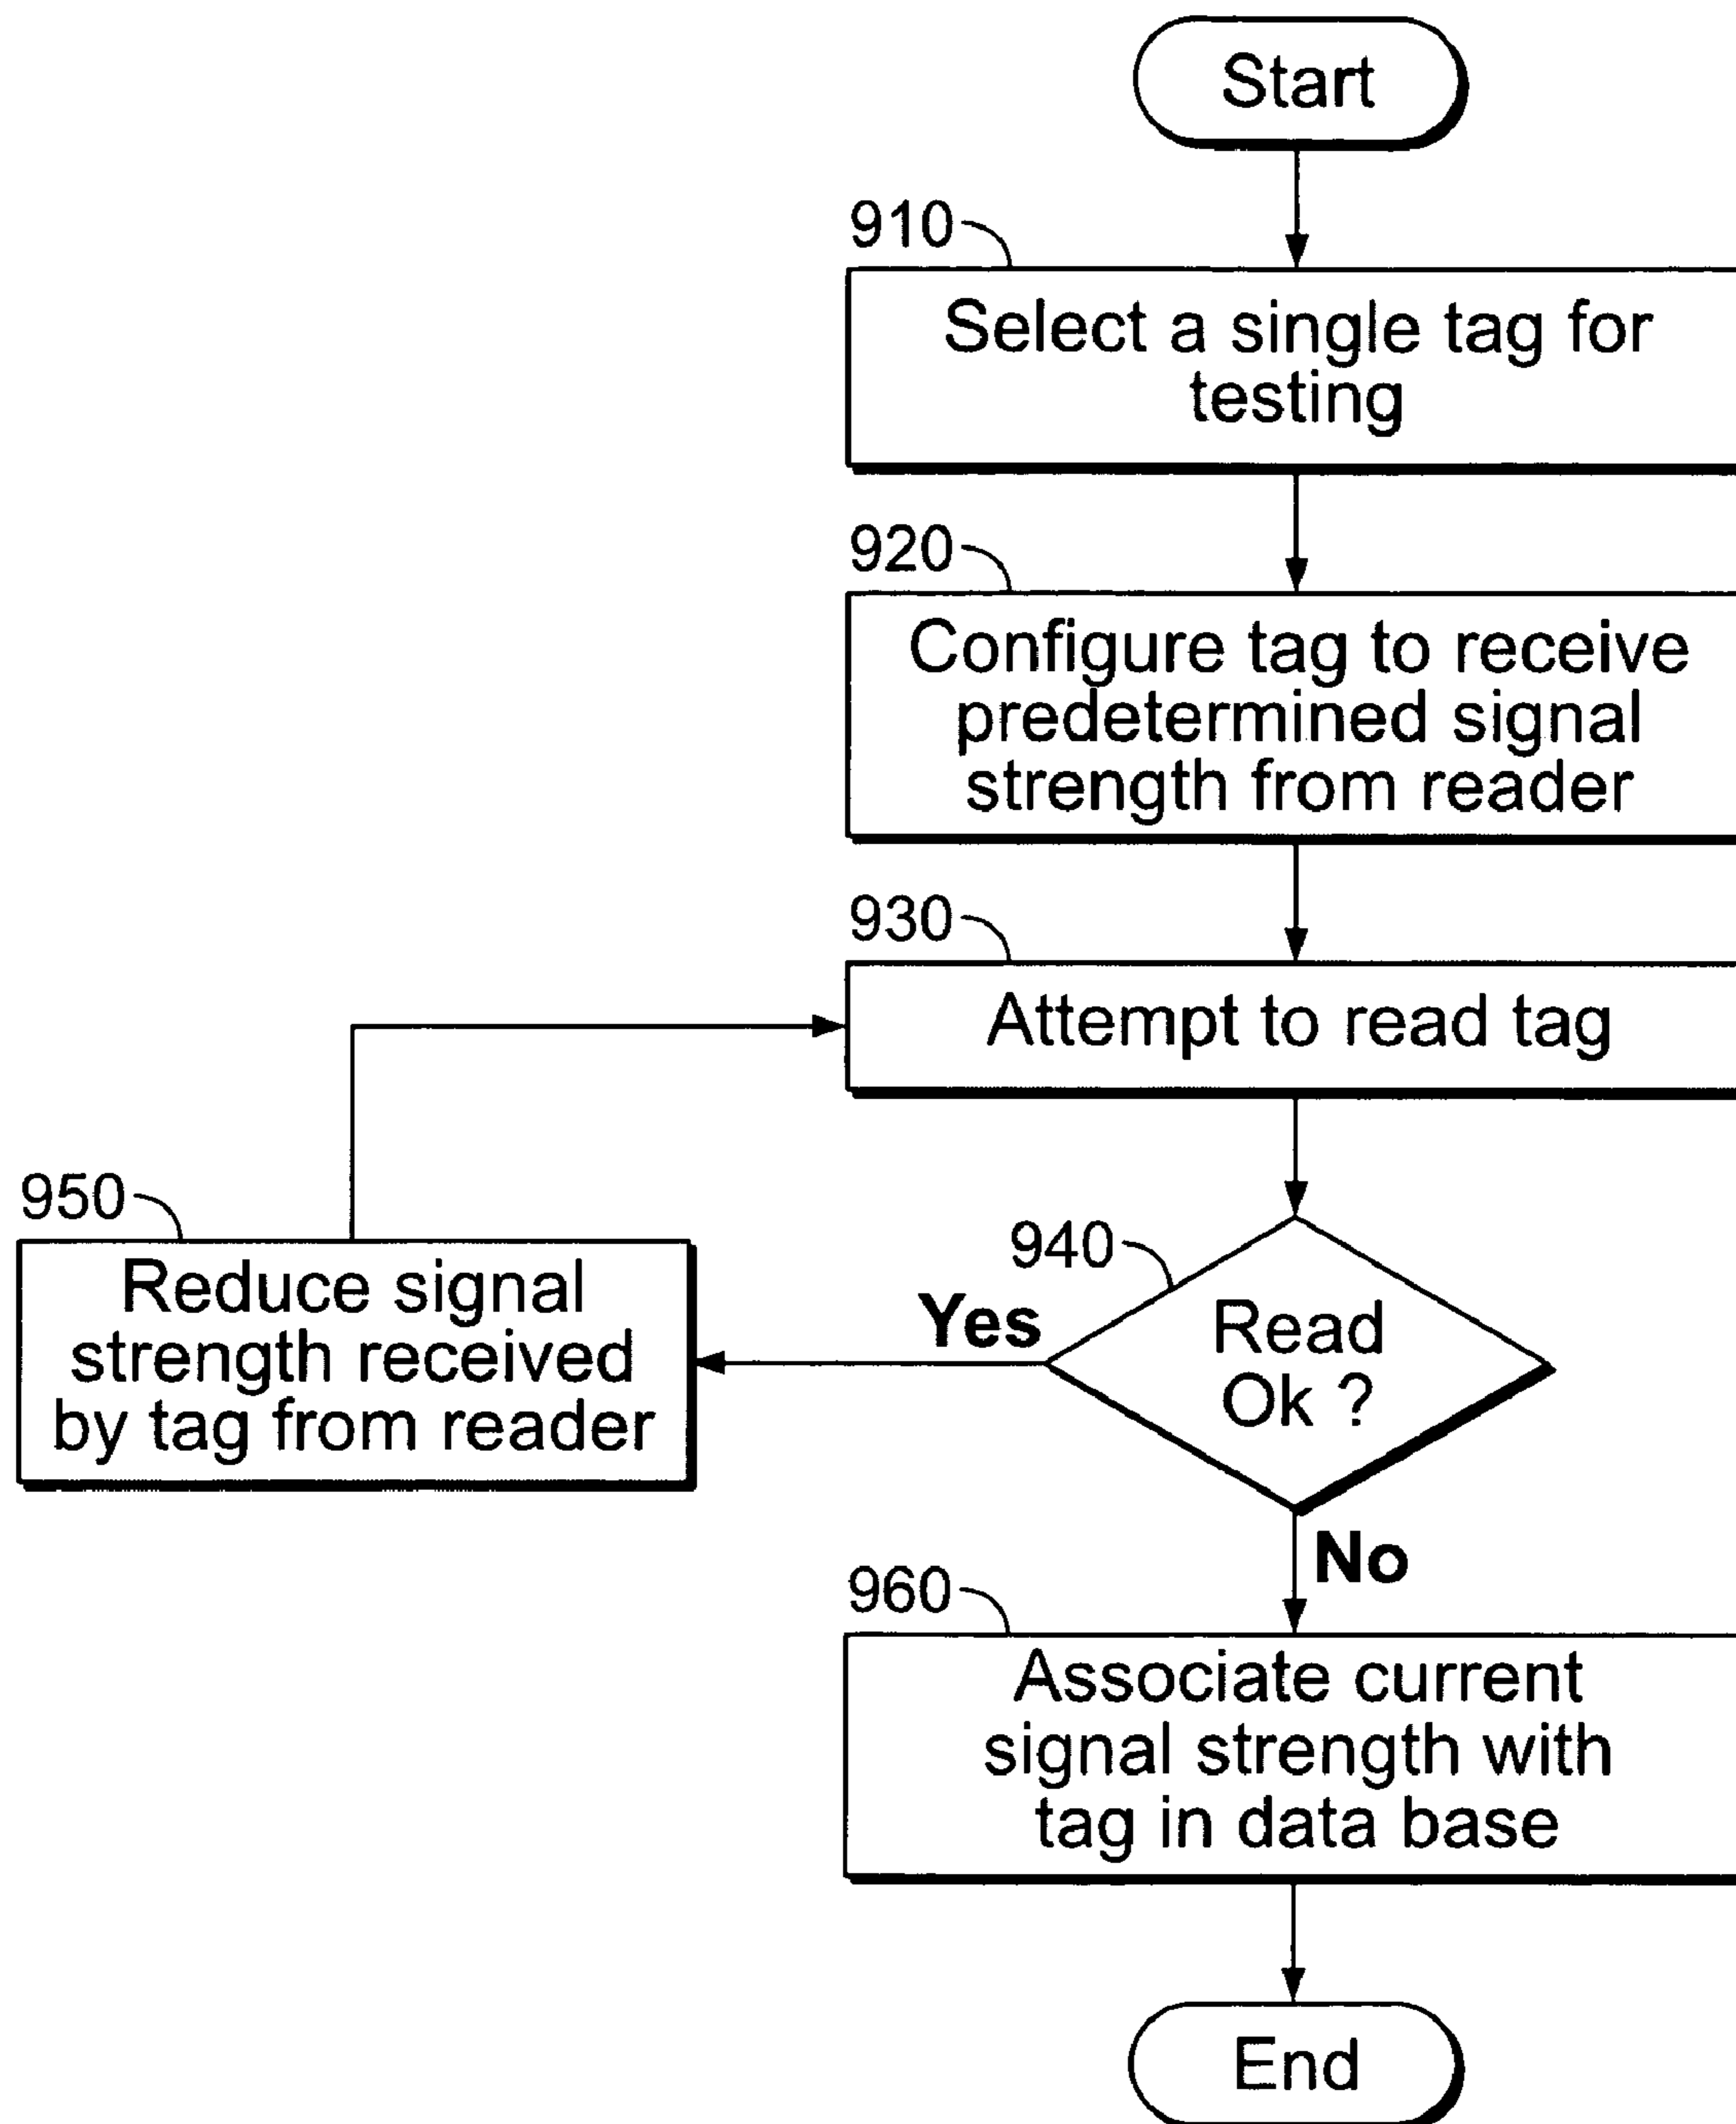 Start
910
Select a single tag for
testing
920
Configure tag to receive
predetermined signal
strength from reader
930
Attempt to read tag
950
Reduce signal
strength received
by tag from reader
940
Read
Ok ?
Yes
No
960
Associate current
signal strength with
tag in data base
End